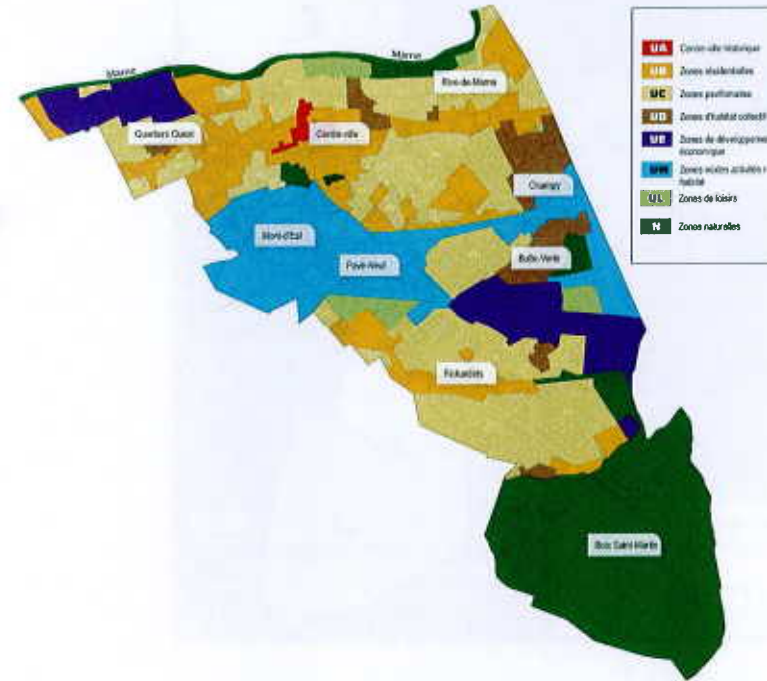 Marne
Marne
Rives de Marne
Quartiers Ouest
Centre-ville
Champy
Mont-d'Est
Pavé-Neuf
Butte-Verte
Richardets
Bois Saint-Martin
UA Centre-ville historique
UB Zones résidentielles
UC Zones pavillonnaires
UD Zones d'habitat collectif
UE Zones de développement
économique
UM Zones mixtes activités
habitat
UL Zones de loisirs
N Zones naturelles